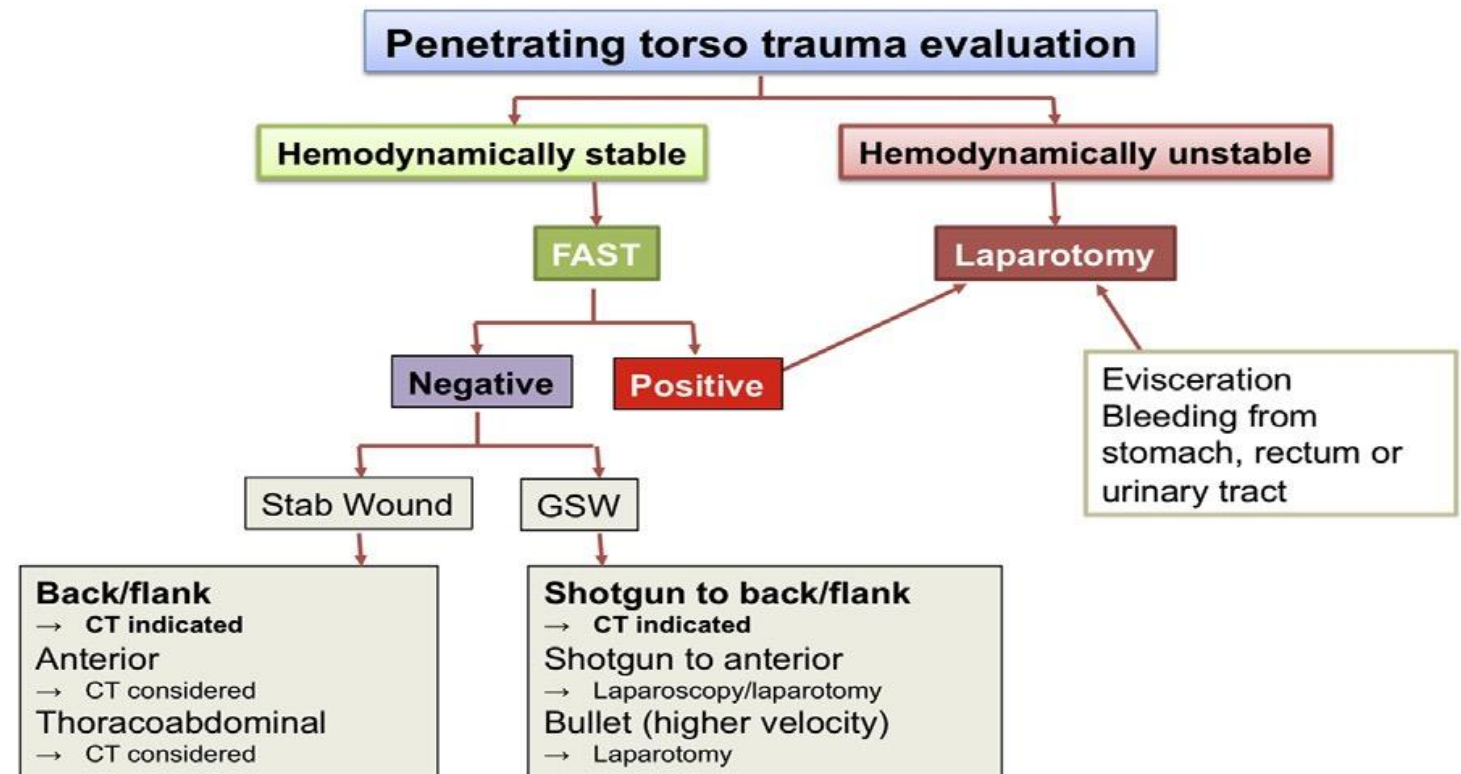 Penetrating torso trauma evaluation
Hemodynamically stable
Hemodynamically unstable
FAST
Laparotomy
Negative
Positive
Evisceration
Bleeding from
stomach, rectum or
urinary tract
Stab Wound
GSW
Back/flank
→ CT indicated
Anterior
→ CT considered
Thoracoabdominal
→ CT considered
Shotgun to back/flank
→ CT indicated
Shotgun to anterior
→ Laparoscopy/laparotomy
Bullet (higher velocity)
→ Laparotomy